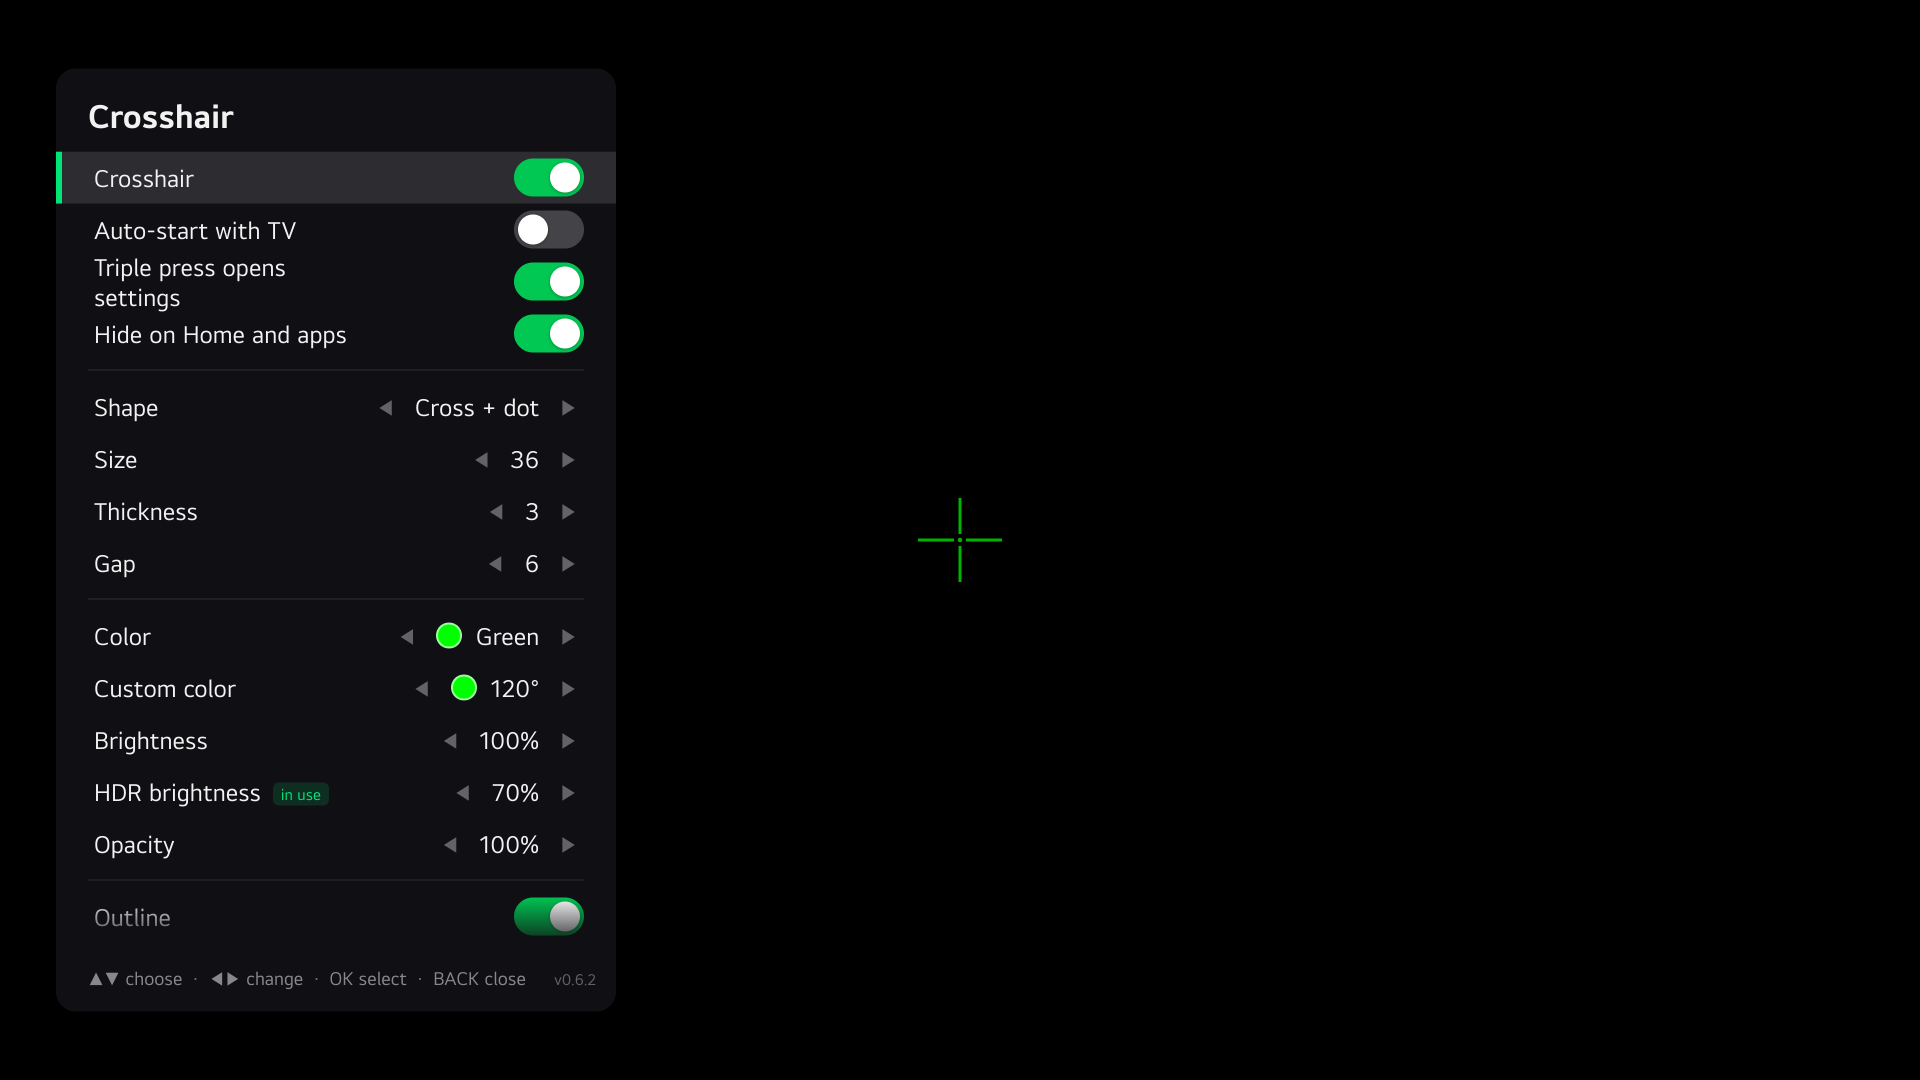 Crosshair
Crosshair
Auto-start with TV
Triple press opens
settings
Hide on Home and apps
Shape ◀ Cross + dot ▶
Size ◀ 36 ▶
Thickness ◀ 3 ▶
Gap ◀ 6 ▶
Color ◀ Green ▶
Custom color ◀ 120° ▶
Brightness ◀ 100% ▶
HDR brightness in use ◀ 70% ▶
Opacity ◀ 100% ▶
Outline
▲▼ choose · ◀▶ change · OK select · BACK close v0.6.2